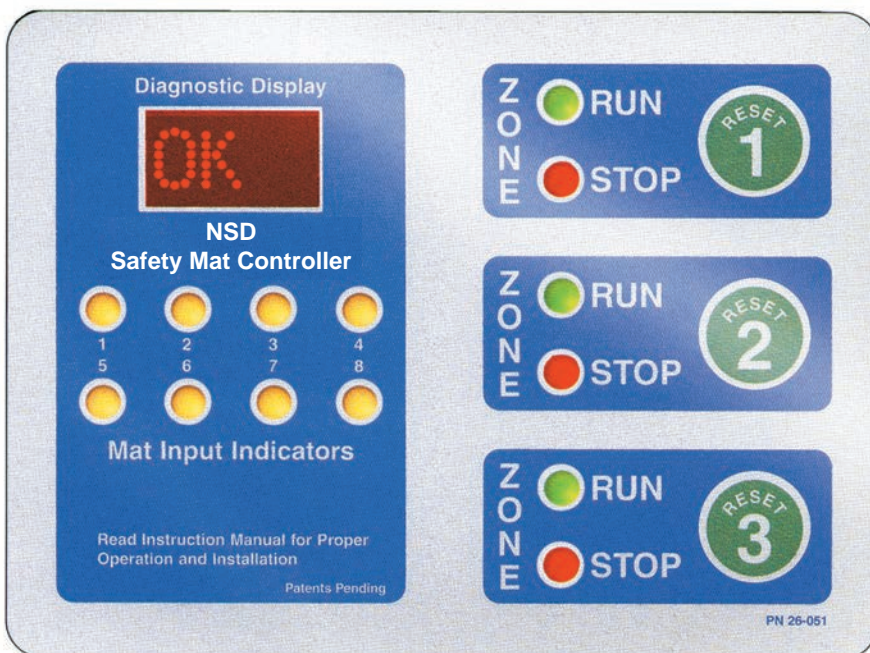 Diagnostic Display
OK
NSD
Safety Mat Controller
1 2 3 4
5 6 7 8
Mat Input Indicators
Read Instruction Manual for Proper
Operation and Installation
Patents Pending
ZONE
RUN
STOP
RESET
1
ZONE
RUN
STOP
RESET
2
ZONE
RUN
STOP
RESET
3
PN 26-051